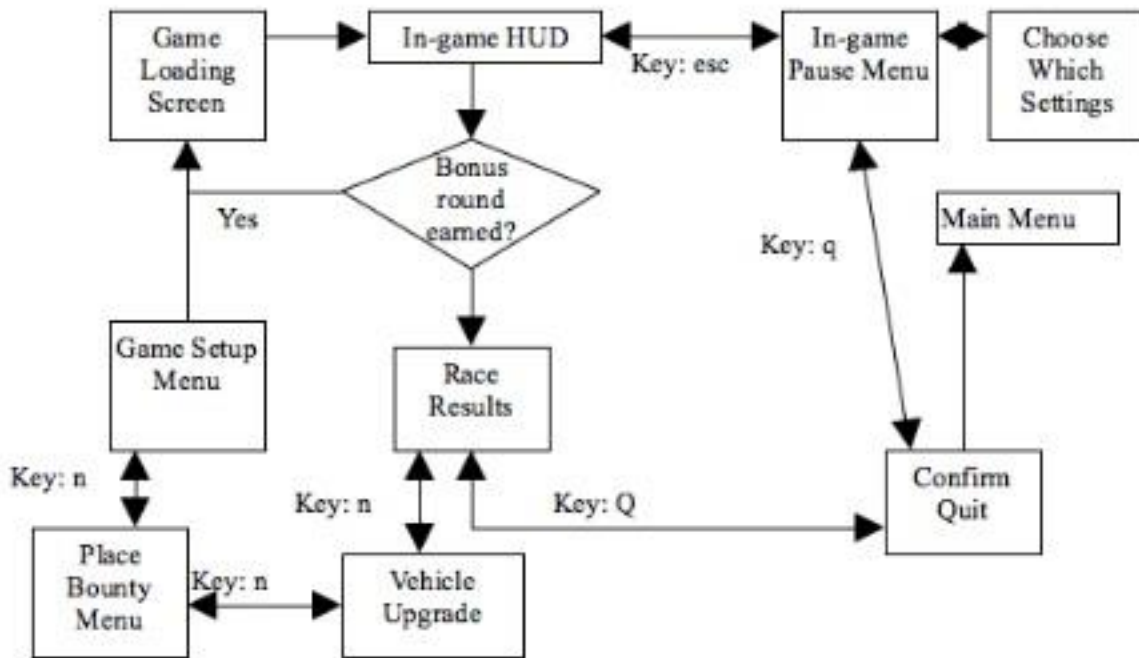 Game
Loading
Screen
In-game HUD
Key: esc
In-game
Pause Menu
Choose
Which
Settings
Bonus
round
earned?
Yes
Key: q
Main Menu
Game Setup
Menu
Race
Results
Key: n
Key: n
Key: Q
Confirm
Quit
Place
Bounty
Menu
Key: n
Vehicle
Upgrade